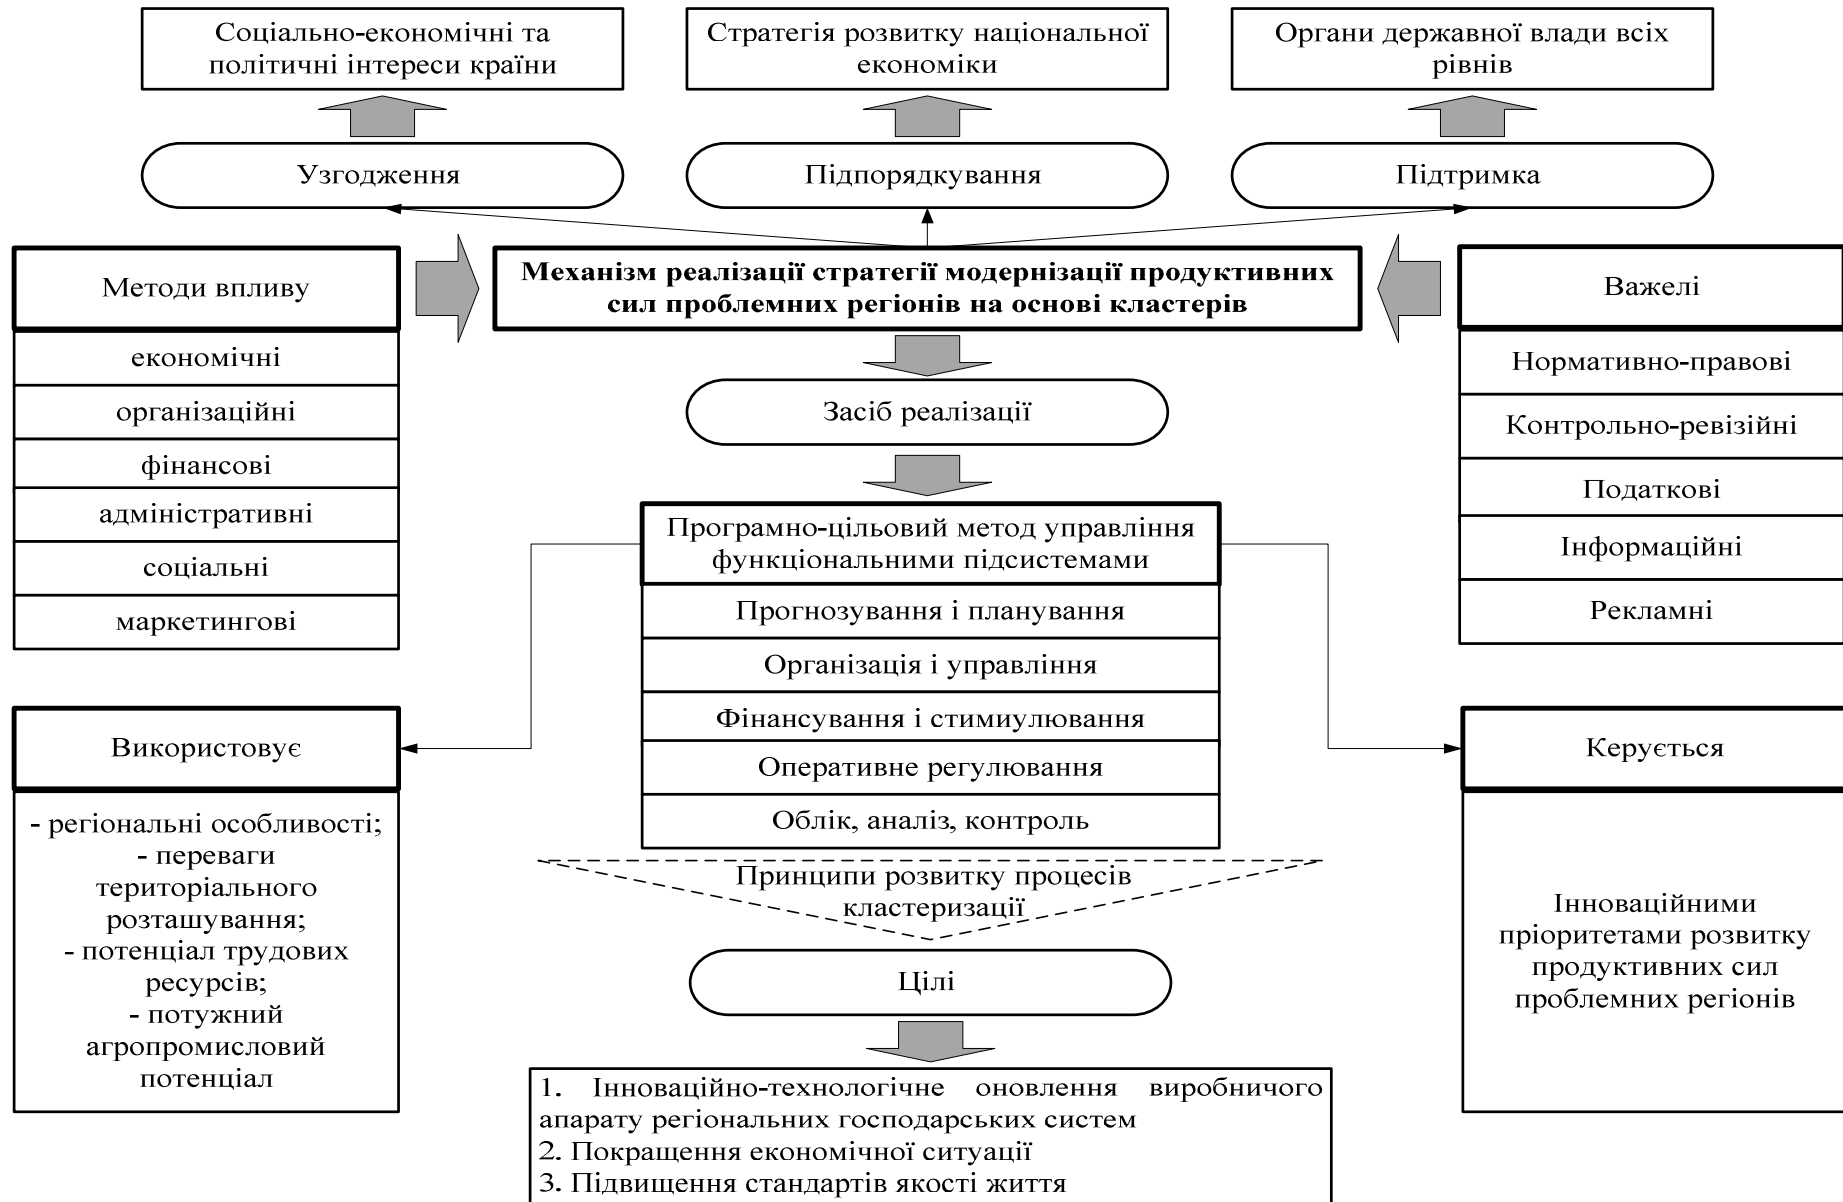 Соціально-економічні та
політичні інтереси країни
Стратегія розвитку національної
економіки
Органи державної влади всіх
рівнів
Узгодження
Підпорядкування
Підтримка
Методи впливу
економічні
організаційні
фінансові
адміністративні
соціальні
маркетингові
Механізм реалізації стратегії модернізації продуктивних
сил проблемних регіонів на основі кластерів
Важелі
Нормативно-правові
Контрольно-ревізійні
Податкові
Інформаційні
Рекламні
Засіб реалізації
Програмно-цільовий метод управління
функціональними підсистемами
Прогнозування і планування
Організація і управління
Фінансування і стимиулювання
Оперативне регулювання
Облік, аналіз, контроль
Використовує
- регіональні особливості;
- переваги
територіального
розташування;
- потенціал трудових
ресурсів;
- потужний
агропромисловий
потенціал
Керується
Інноваційними
пріоритетами розвитку
продуктивних сил
проблемних регіонів
Принципи розвитку процесів
кластеризації
Цілі
1. Інноваційно-технологічне оновлення виробничого
апарату регіональних господарських систем
2. Покращення економічної ситуації
3. Підвищення стандартів якості життя